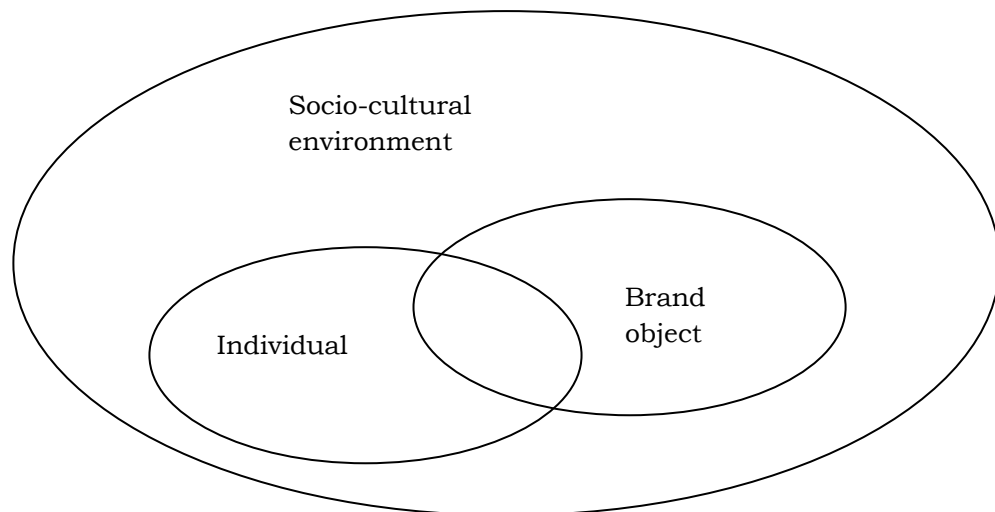 Socio-cultural
environment
Brand
object
Individual